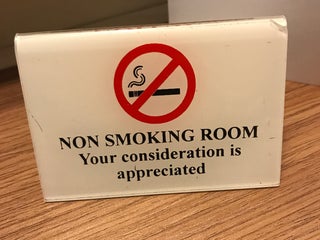 NON SMOKING ROOM
Your consideration is
appreciated